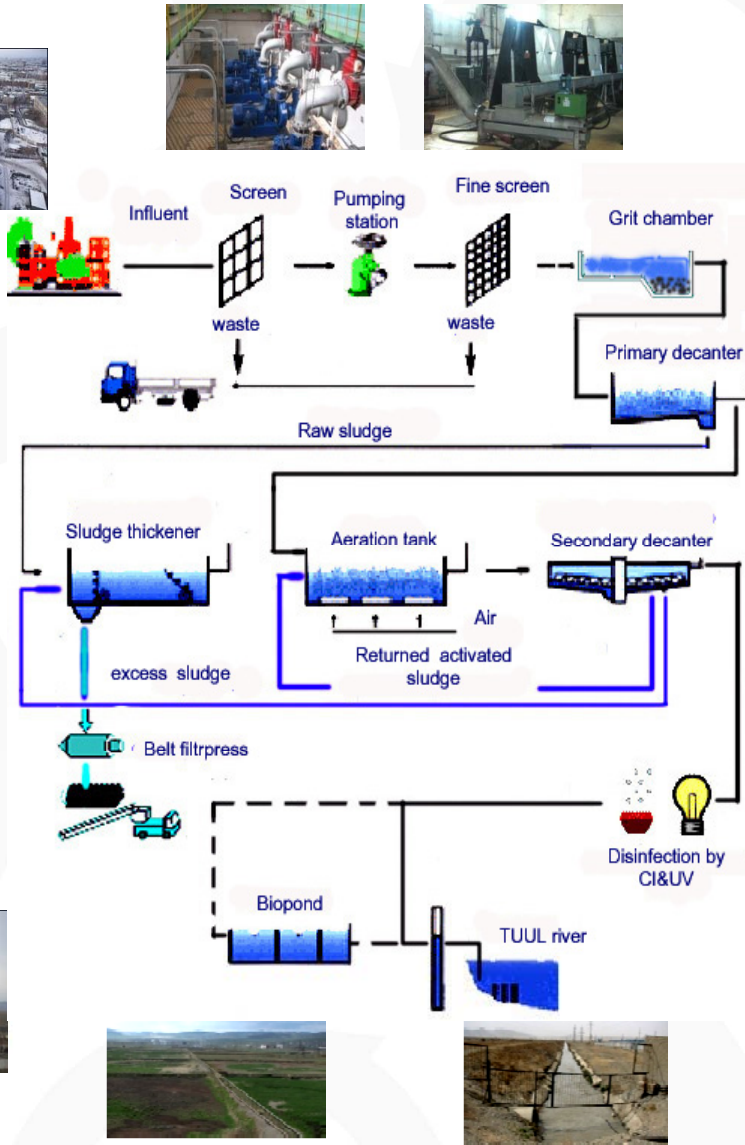 Influent
Screen
Pumping
station
Fine screen
Grit chamber
waste
waste
Primary decanter
Raw sludge
Sludge thickener
Aeration tank
Secondary decanter
Air
excess sludge
Returned activated
sludge
Belt filtrpress
Disinfection by
Cl&UV
Biopond
TUUL river